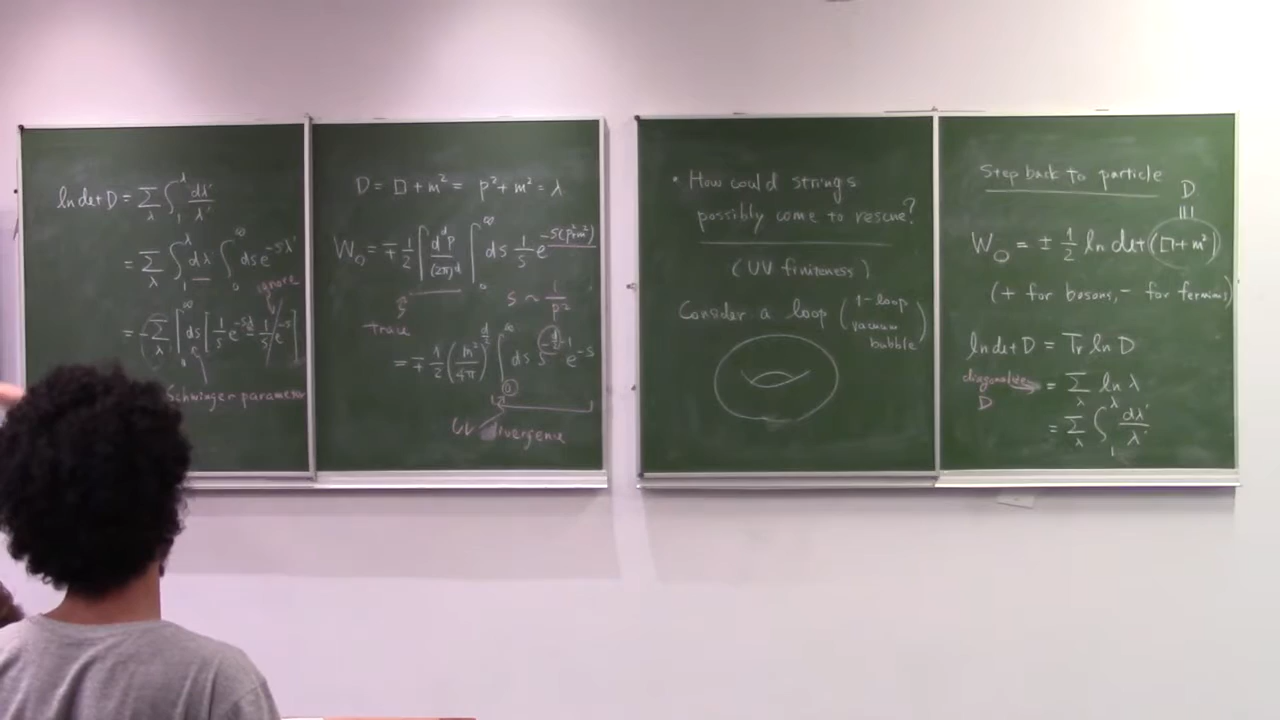 ln det D = Σ_λ ∫_1^λ dλ'/λ'
= Σ_λ ∫_1^λ dλ' ∫_0^∞ ds e^{-sλ'}
ignore
= -Σ_λ ∫_0^∞ ds [1/s e^{-sλ} - 1/s e^{-s}]
Schwinger parameter
D = □ + m² = p² + m² = λ
W_O = ∓ 1/2 ∫ d^d p/(2π)^d ∫_0^∞ ds 1/s e^{-s(p²+m²)}
s ~ 1/p²
trace
= ∓ 1/2 (m²/4π)^{d/2} ∫_0^∞ ds s^{-d/2-1} e^{-s}
UV divergence
• How could strings
possibly come to rescue?
(UV finiteness)
Consider a loop (1-loop vacuum bubble)
Step back to particle
D
|||
W_O = ± 1/2 ln det (□ + m²)
(+ for bosons, - for fermions)
ln det D = Tr ln D
diagonalize D
= Σ_λ ln λ
= Σ_λ ∫_1^λ dλ'/λ'